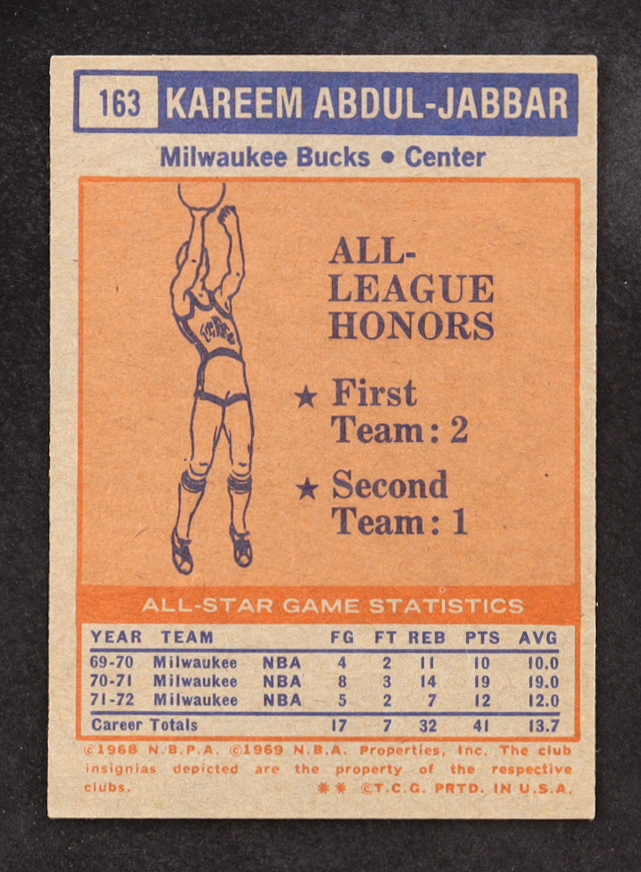 163 KAREEM ABDUL-JABBAR
Milwaukee Bucks • Center
ALL-
LEAGUE
HONORS
★ First
Team: 2
★ Second
Team: 1
ALL-STAR GAME STATISTICS
YEAR TEAM FG FT REB PTS AVG
69-70 Milwaukee NBA 4 2 11 10 10.0
70-71 Milwaukee NBA 8 3 14 19 19.0
71-72 Milwaukee NBA 5 2 7 12 12.0
Career Totals 17 7 32 41 13.7
©1968 N.B.P.A. ©1969 N.B.A. Properties, Inc. The club
insignias depicted are the property of the respective
clubs. ** ©T.C.G. PRTD. IN U.S.A.